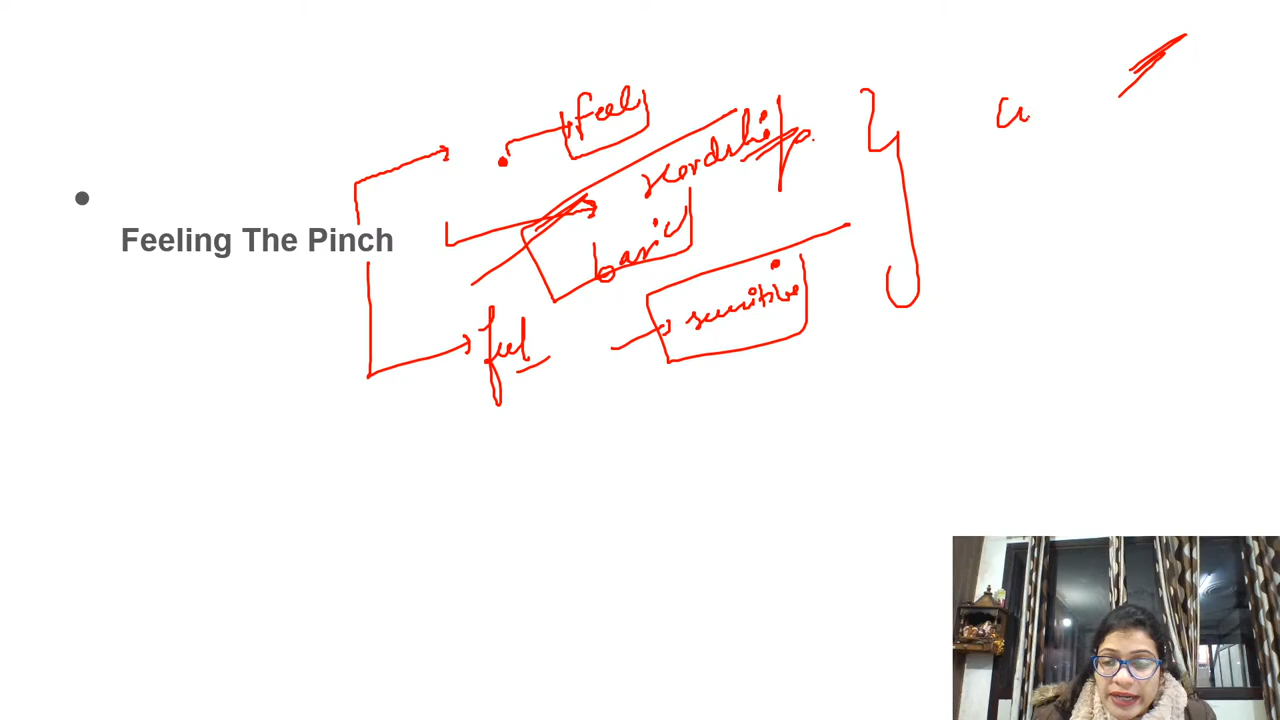 feel
hardship
basic
Feeling The Pinch
sensitive
feel